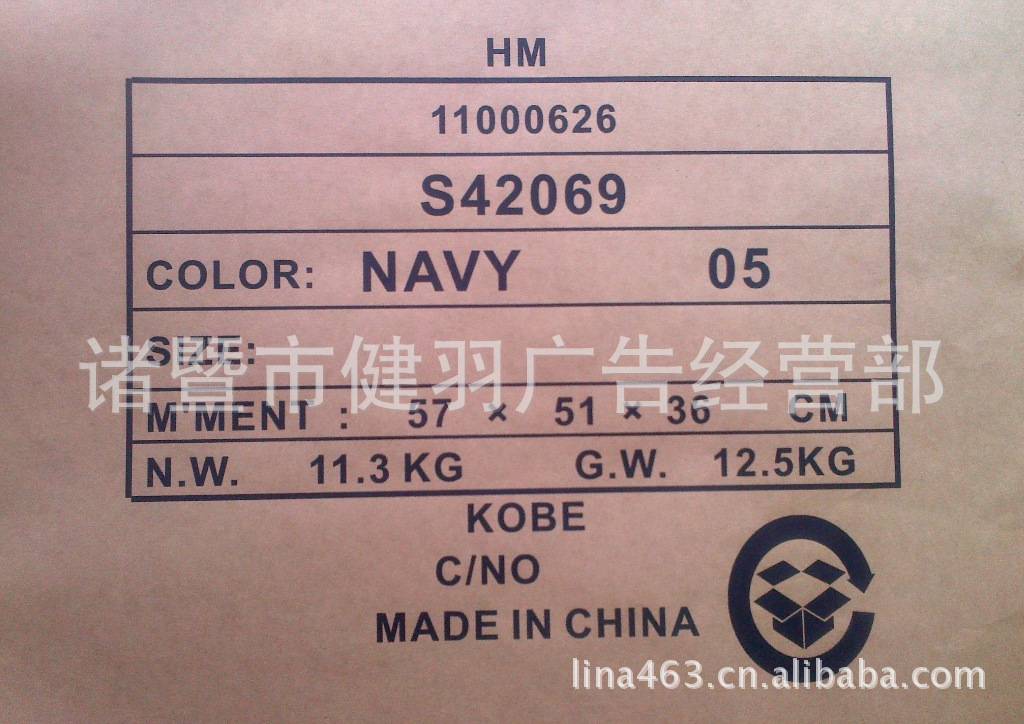 HM
11000626
S42069
COLOR: NAVY 05
SIZE:
诸暨市健羽广告经营部
M'MENT : 57 × 51 × 36 CM
N.W. 11.3 KG G.W. 12.5KG
KOBE
C/NO
MADE IN CHINA
lina463.cn.alibaba.com